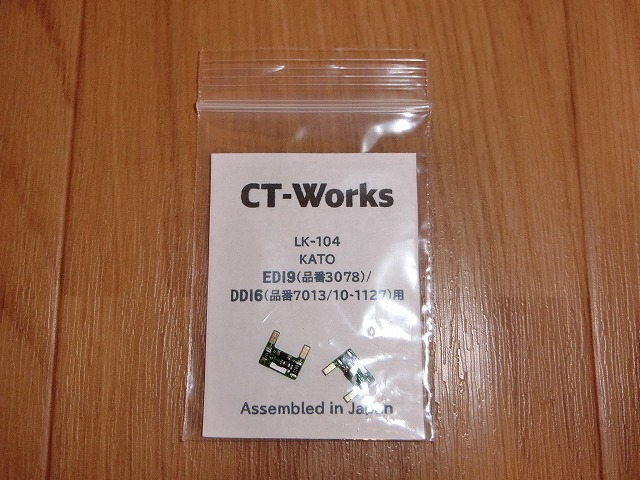 CT-Works
LK-104
KATO
ED19(品番3078)/
DD16(品番7013/10-1127)用
Assembled in Japan